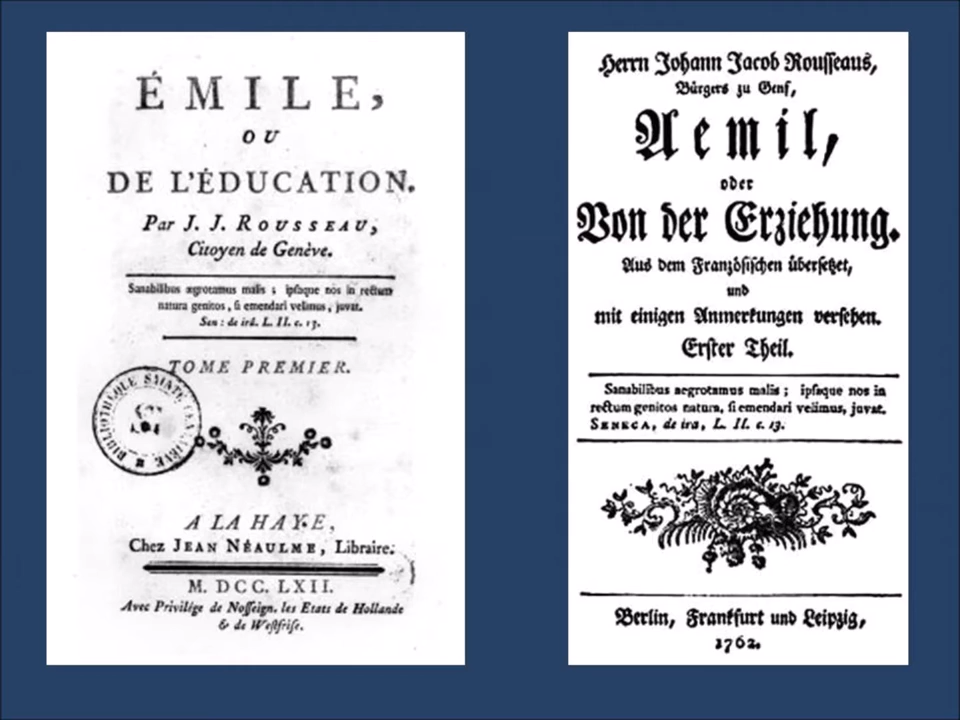 ÉMILE,
OU
DE L'ÉDUCATION.
Par J. J. ROUSSEAU,
Citoyen de Genève.
Sanabilibus ægrotamus malis ; ipſaque nos in rectum
natura genitos, ſi emendari velimus, juvat.
Sen : de irâ. L. II. c. 13.
TOME PREMIER.
BIBLIOTHÈQUE SAINTE
A LA HAYE,
Chez JEAN NÉAULME, Libraire.
M. DCC. LXII.
Avec Privilége de Noſſeign. les Etats de Hollande
& de Weſtfriſe.
Herrn Johann Jacob Rouſſeaus,
Bürgers zu Genf,
Aemil,
oder
Von der Erziehung.
Aus dem Franzöſiſchen überſetzet,
und
mit einigen Anmerkungen verſehen.
Erſter Theil.
Sanabilibus aegrotamus malis ; ipſaque nos in
rectum genitos natura, ſi emendari velimus, juvat.
SENECA, de ira, L. II. c. 13.
Berlin, Frankfurt und Leipzig,
1762.